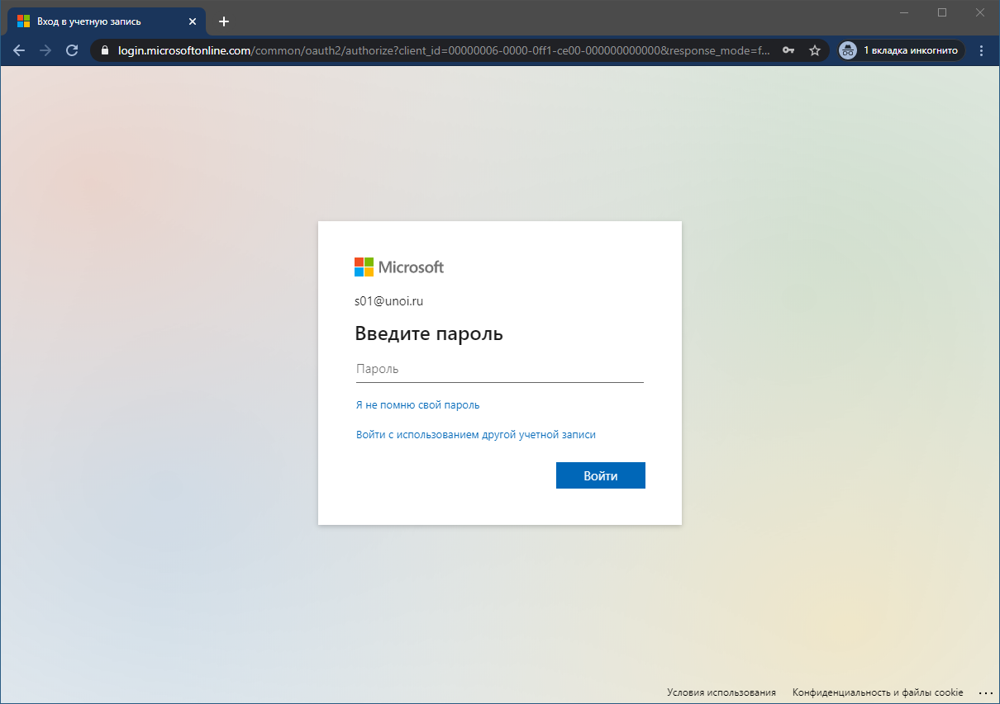 Вход в учетную запись
login.microsoftonline.com/common/oauth2/authorize?client_id=00000006-0000-0ff1-ce00-000000000000&response_mode=f...
1 вкладка инкогнито
Microsoft
s01@unoi.ru
Введите пароль
Пароль
Я не помню свой пароль
Войти с использованием другой учетной записи
Войти
Условия использования Конфиденциальность и файлы cookie ...